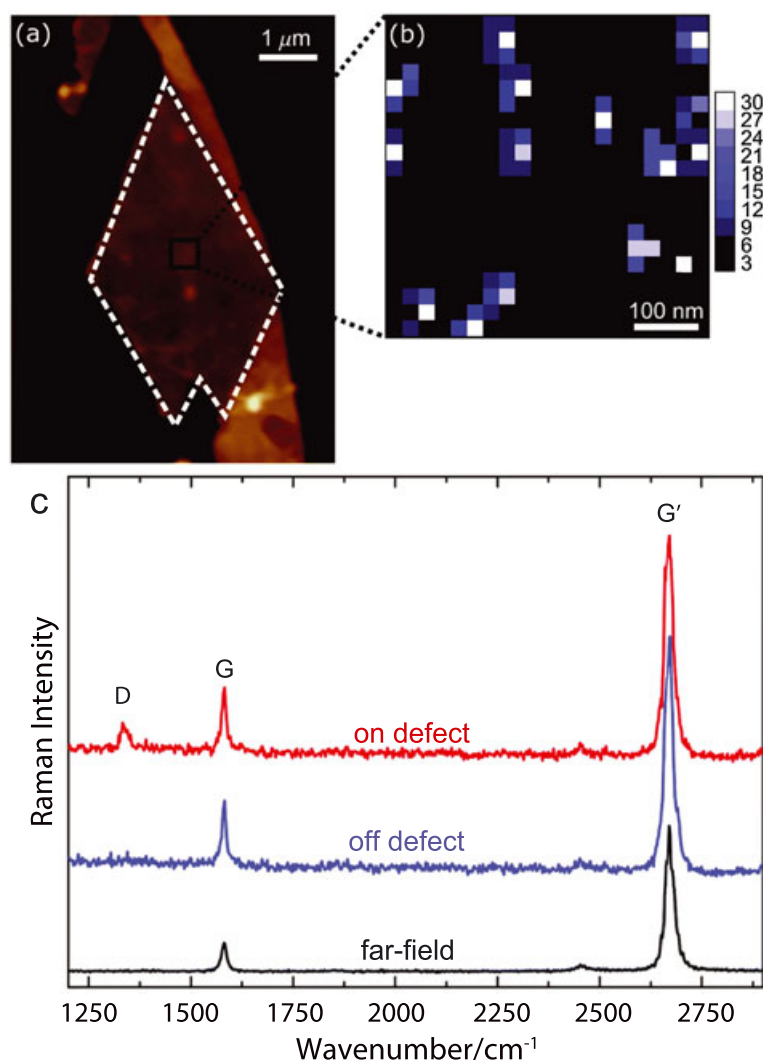 (a)
1 μm
(b)
30
27
24
21
18
15
12
9
6
3
100 nm
c
G′
D
G
on defect
off defect
far-field
Raman Intensity
1250 1500 1750 2000 2250 2500 2750
Wavenumber/cm⁻¹